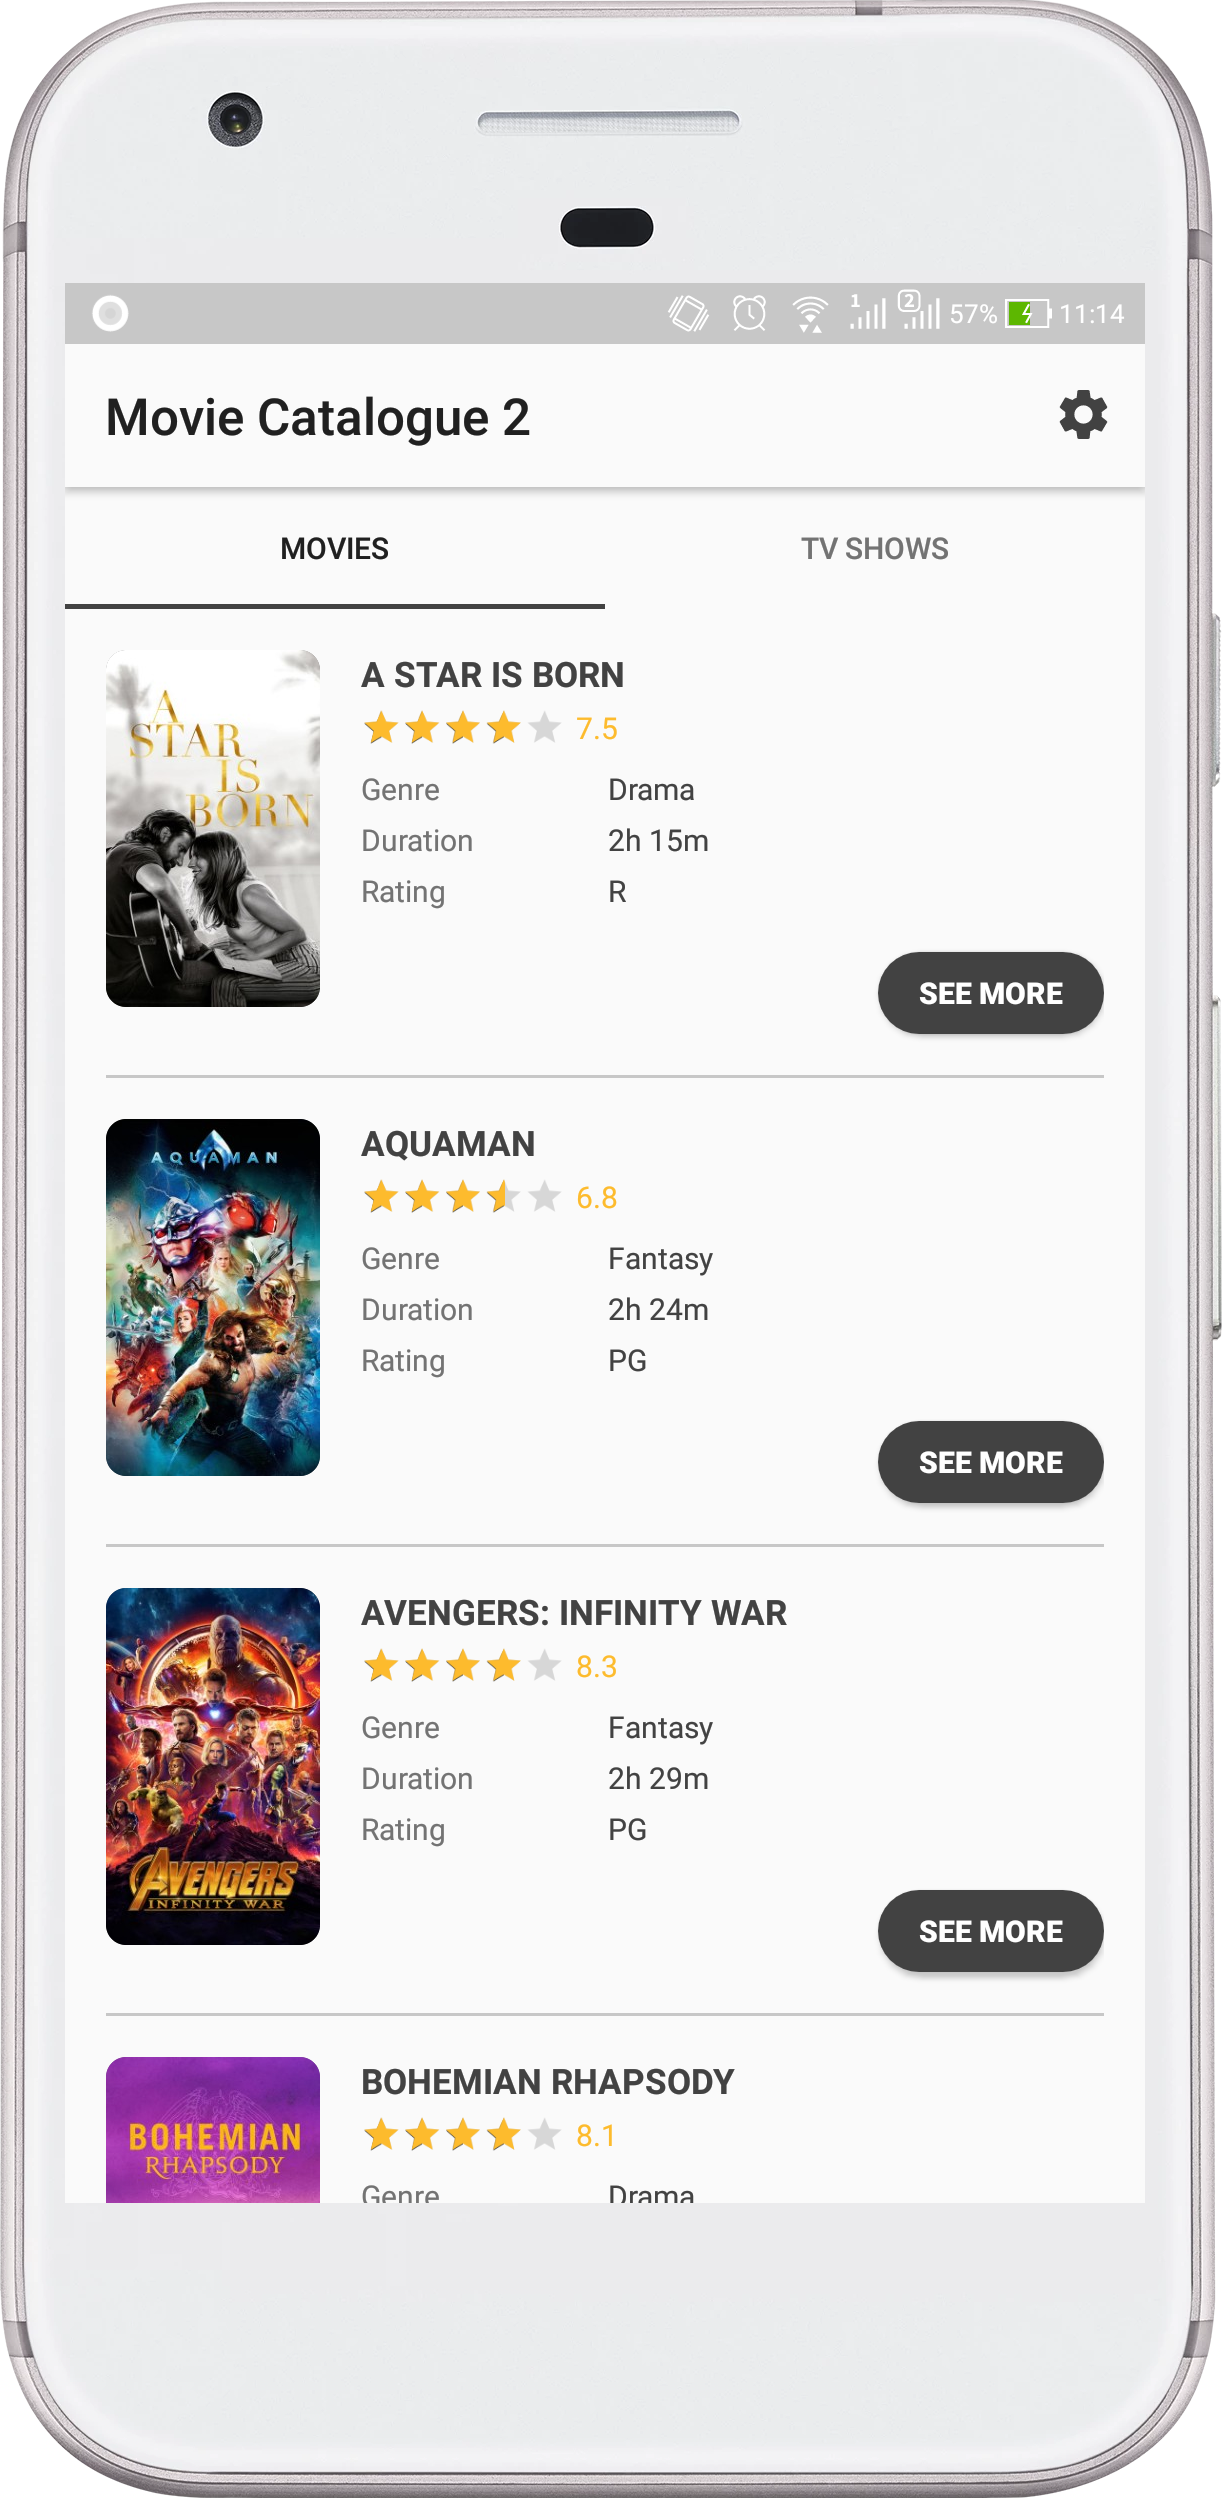 1 2 57% 11:14
Movie Catalogue 2
MOVIES TV SHOWS
A
STAR
IS
BORN
A STAR IS BORN
7.5
Genre Drama
Duration 2h 15m
Rating R
SEE MORE
AQUAMAN
AQUAMAN
6.8
Genre Fantasy
Duration 2h 24m
Rating PG
SEE MORE
AVENGERS
INFINITY WAR
AVENGERS: INFINITY WAR
8.3
Genre Fantasy
Duration 2h 29m
Rating PG
SEE MORE
BOHEMIAN
RHAPSODY
BOHEMIAN RHAPSODY
8.1
Genre Drama